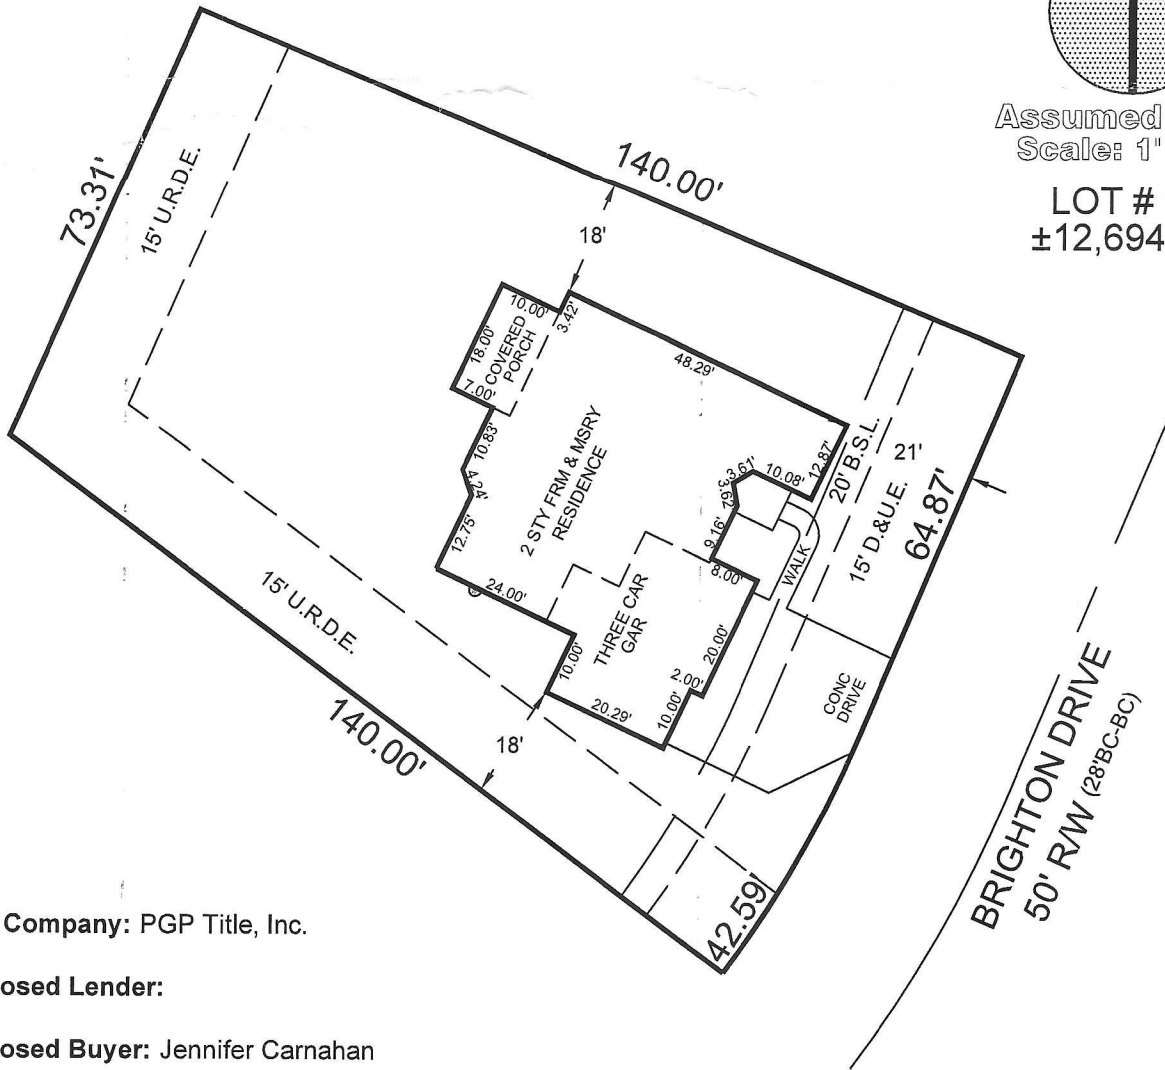 Assumed
Scale: 1"
LOT #
±12,694
140.00'
73.31'
15' U.R.D.E.
18'
10.00'
3.42'
18.00'
COVERED
PORCH
7.00'
48.29'
10.83'
4.24'
12.75'
2 STY FRM & MSRY
RESIDENCE
3.61'
3.62'
10.08'
12.87'
9.16'
8.00'
20' B.S.L.
21'
15' D.&U.E.
64.87'
WALK
24.00'
THREE CAR
GAR
10.00'
20.00'
2.00'
10.00'
20.29'
CONC
DRIVE
15' U.R.D.E.
18'
140.00'
42.59'
BRIGHTON DRIVE
50' R/W (28'BC-BC)
Company: PGP Title, Inc.
osed Lender:
osed Buyer: Jennifer Carnahan